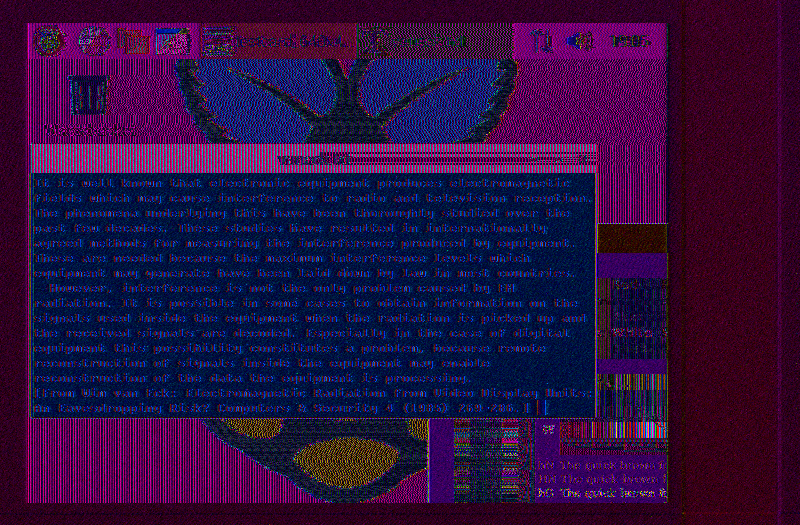 It is well known that electronic equipment produces electromagnetic
fields which may cause interference to radio and television reception.
The phenomena underlying this have been thoroughly studied over the
past few decades. These studies have resulted in internationally
agreed methods for measuring the interference produced by equipment.
These are needed because the maximum interference levels which
equipment may generate have been laid down by law in most countries.
However, interference is not the only problem caused by EM
radiation. It is possible in some cases to obtain information on the
signals used inside the equipment when the radiation is picked up and
the received signals are decoded. Especially in the case of digital
equipment this possibility constitutes a problem, because remote
reconstruction of signals inside the equipment may enable
reconstruction of the data the equipment is processing.
[From Wim van Eck: Electromagnetic Radiation from Video Display Units:
An Eavesdropping Risk? Computers & Security 4 (1985) 269-286.]
The quick brown
The quick brown
The quick brown